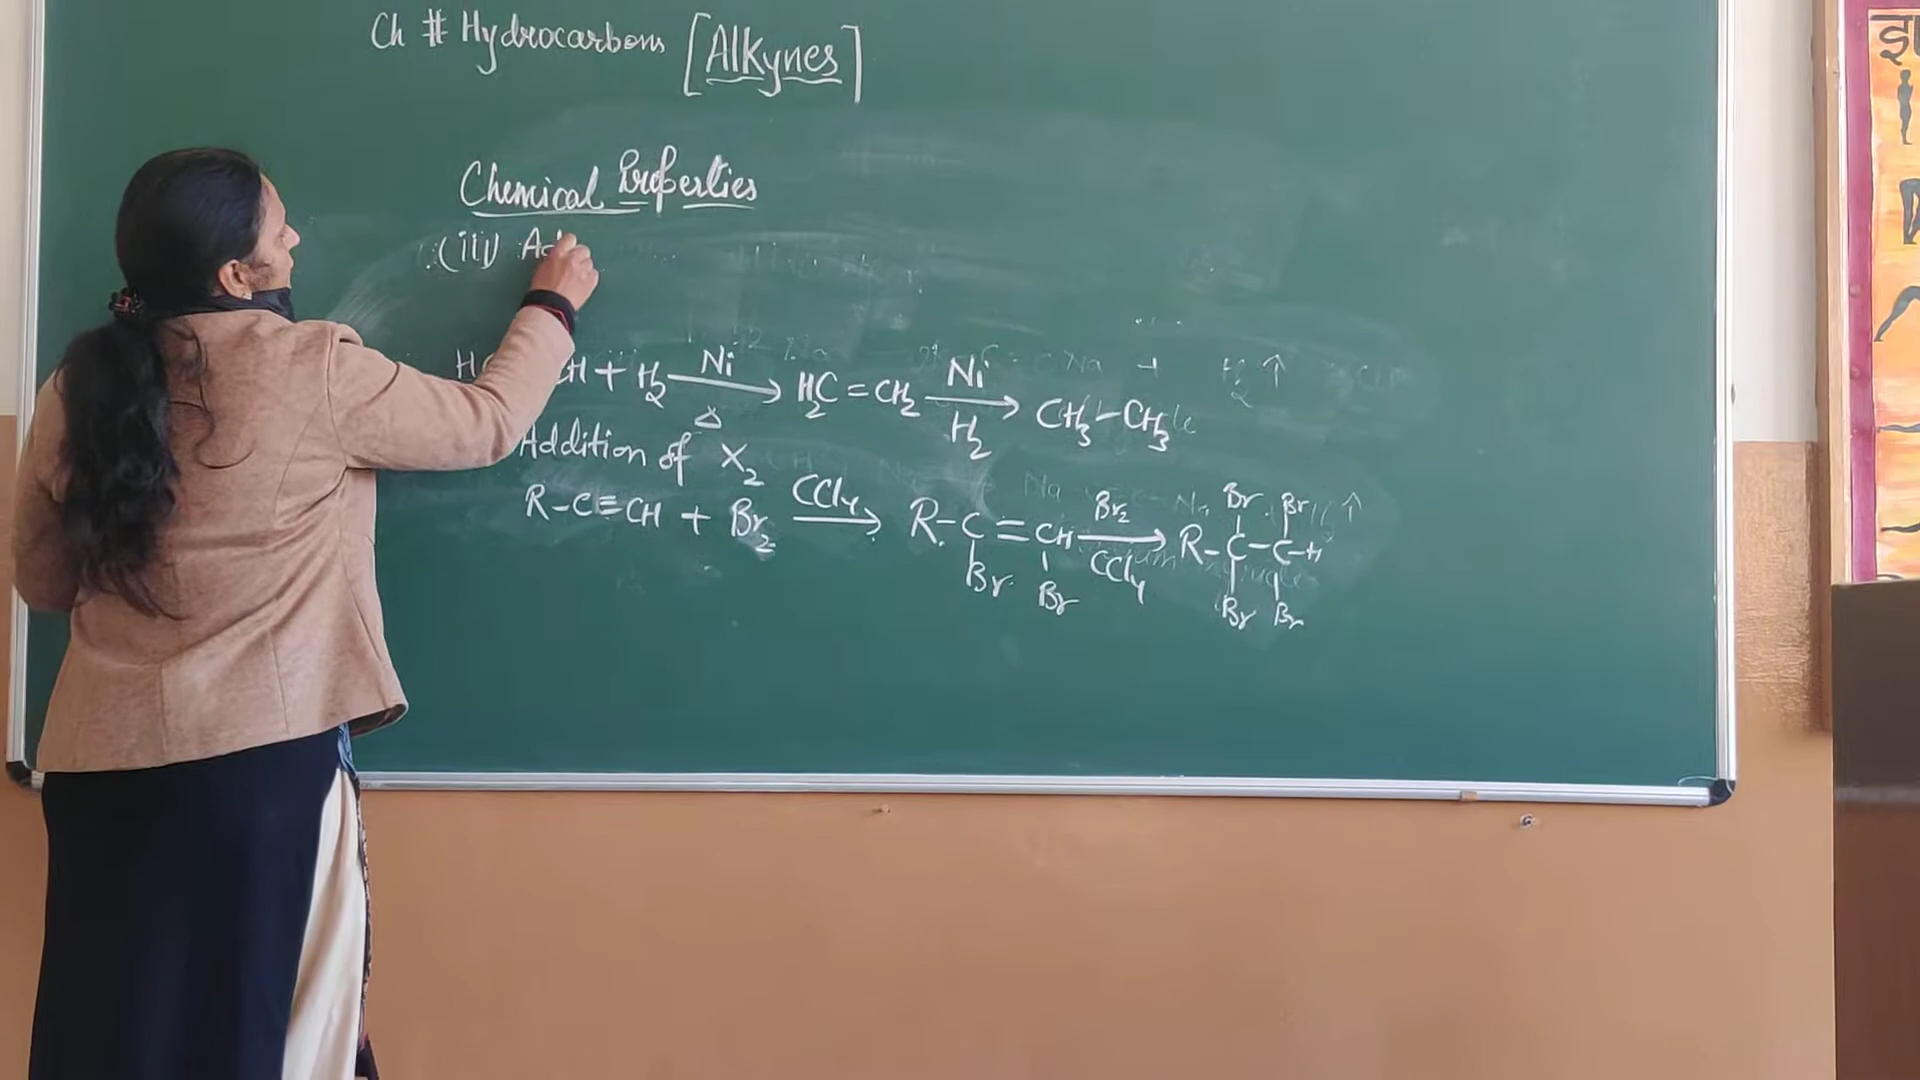 Ch # Hydrocarbons [Alkynes]
Chemical Properties
(iii) Ad
H CH + H2 Ni Δ → H2C = CH2 Ni H2 → CH3-CH3
Addition of X2
R-C≡CH + Br2 CCl4 → R-C=CH Br2 CCl4 → R-C-C-H
Br Br
Br Br
Br Br